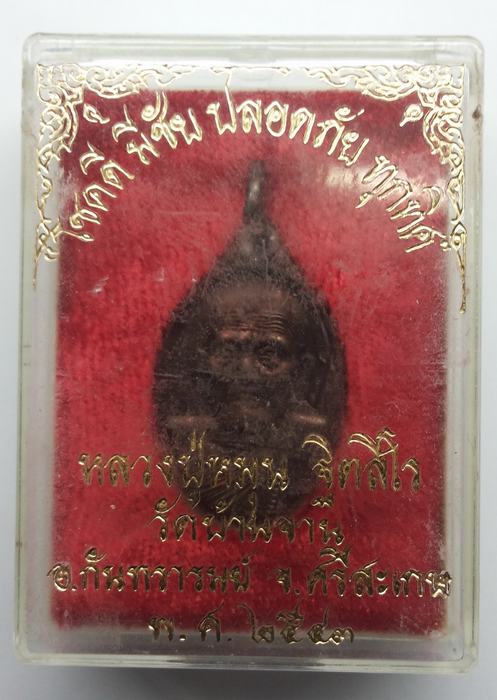 โชคดี มีชัย ปลอดภัย ทุกทิศ
หลวงปู่หมุน ฐิตสีโว
วัดบ้านจาน
อ.กันทรารมย์ จ.ศรีสะเกษ
พ.ศ.๒๕๔๓